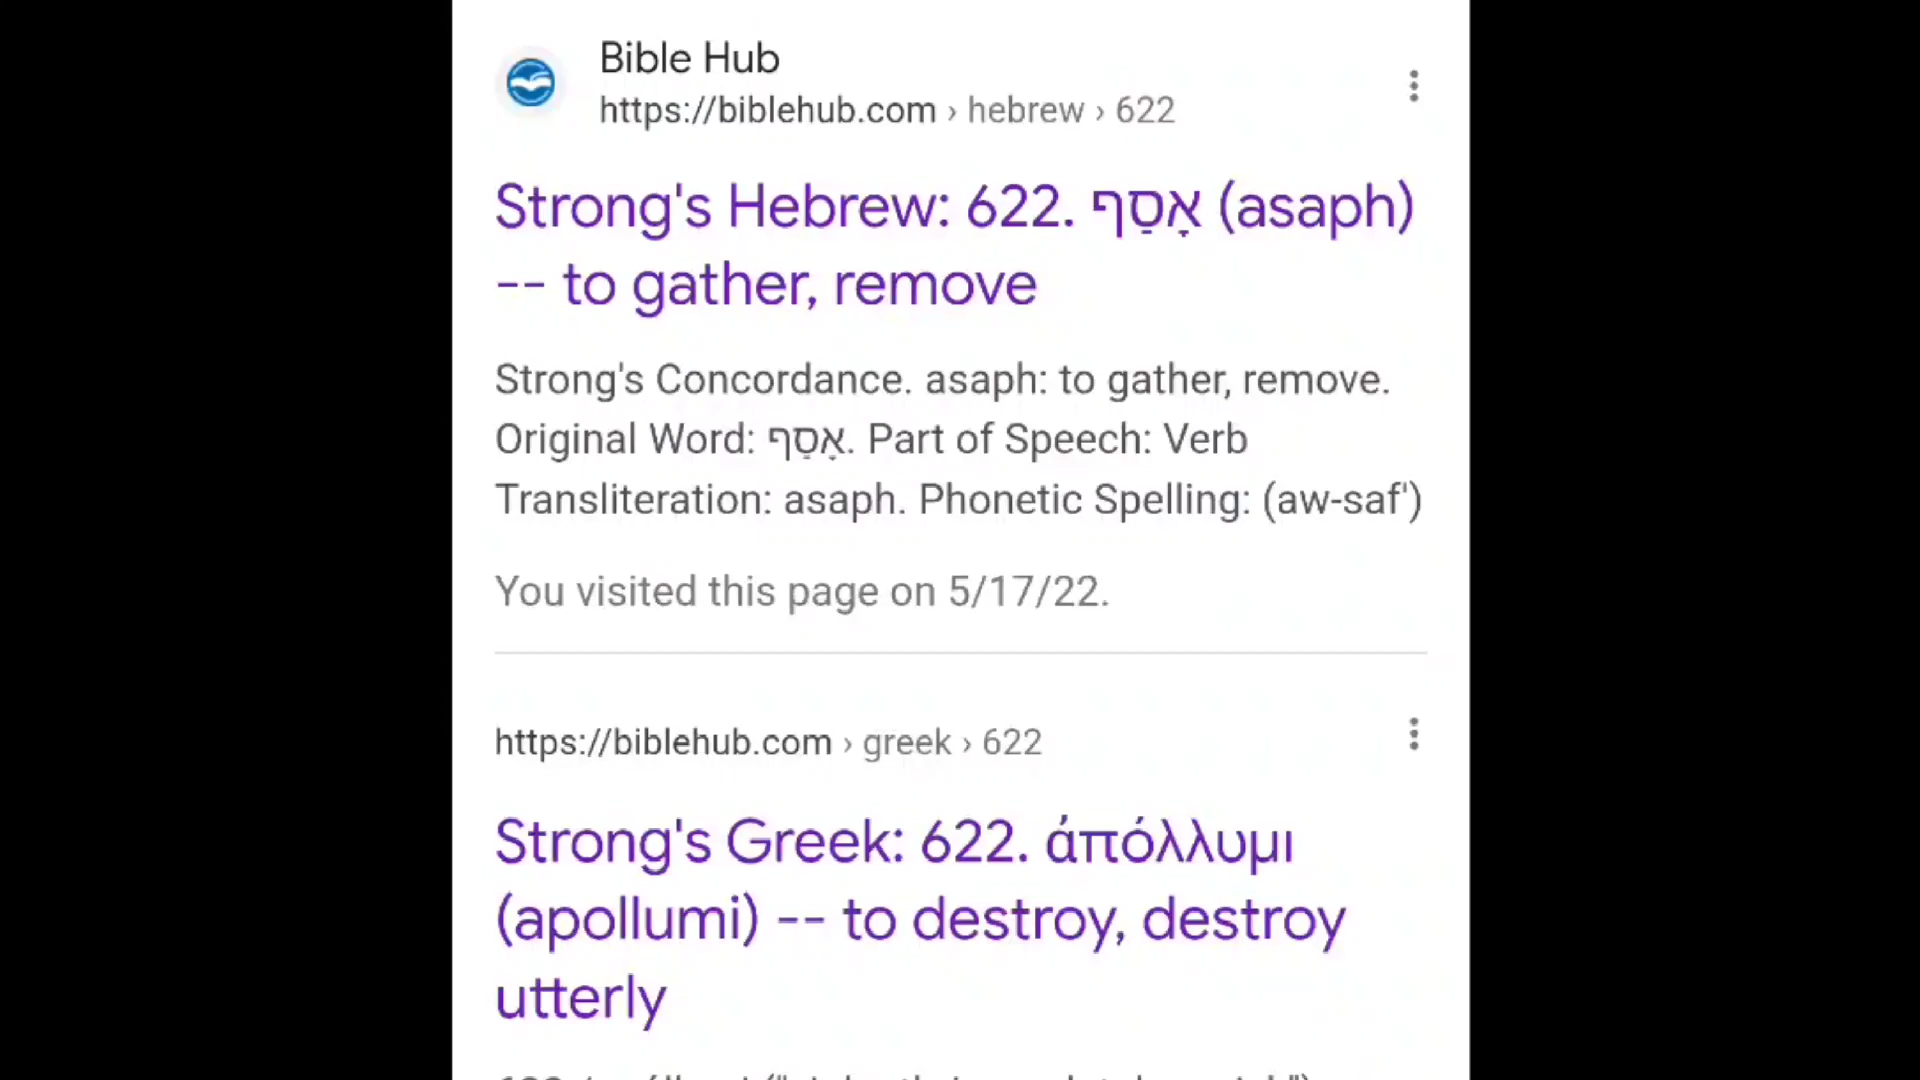 Bible Hub
https://biblehub.com › hebrew › 622
Strong's Hebrew: 622. אָסַף (asaph)
-- to gather, remove
Strong's Concordance. asaph: to gather, remove.
Original Word: אָסַף. Part of Speech: Verb
Transliteration: asaph. Phonetic Spelling: (aw-saf')
You visited this page on 5/17/22.
https://biblehub.com › greek › 622
Strong's Greek: 622. ἀπόλλυμι
(apollumi) -- to destroy, destroy
utterly